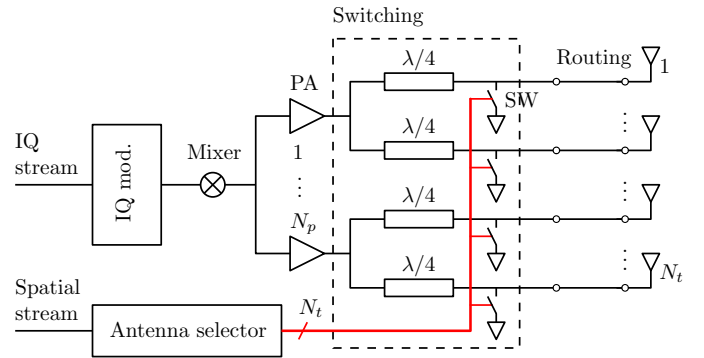 Switching
λ/4
Routing
1
PA
SW
IQ
stream
IQ mod.
Mixer
λ/4
1
⋮
⋮
N_p
λ/4
⋮
Spatial
stream
λ/4
⋮
N_t
Antenna selector
N_t